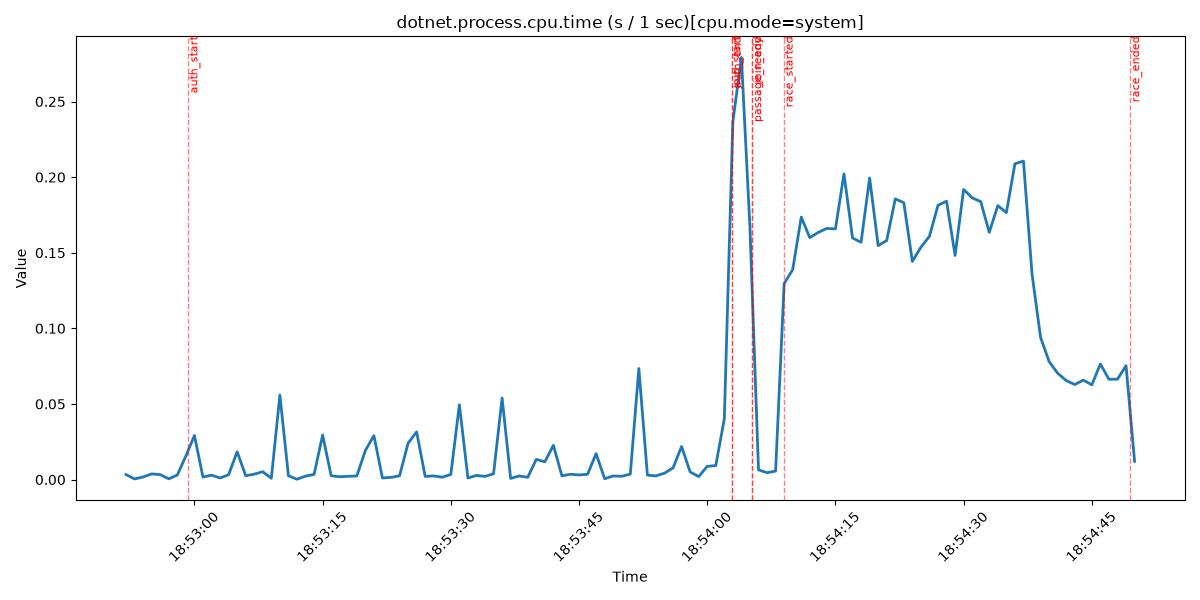 dotnet.process.cpu.time (s / 1 sec)[cpu.mode=system]
auth_start
passage_ready
race_started
race_ended
Value
0.25
0.20
0.15
0.10
0.05
0.00
18:53:00
18:53:15
18:53:30
18:53:45
18:54:00
18:54:15
18:54:30
18:54:45
Time